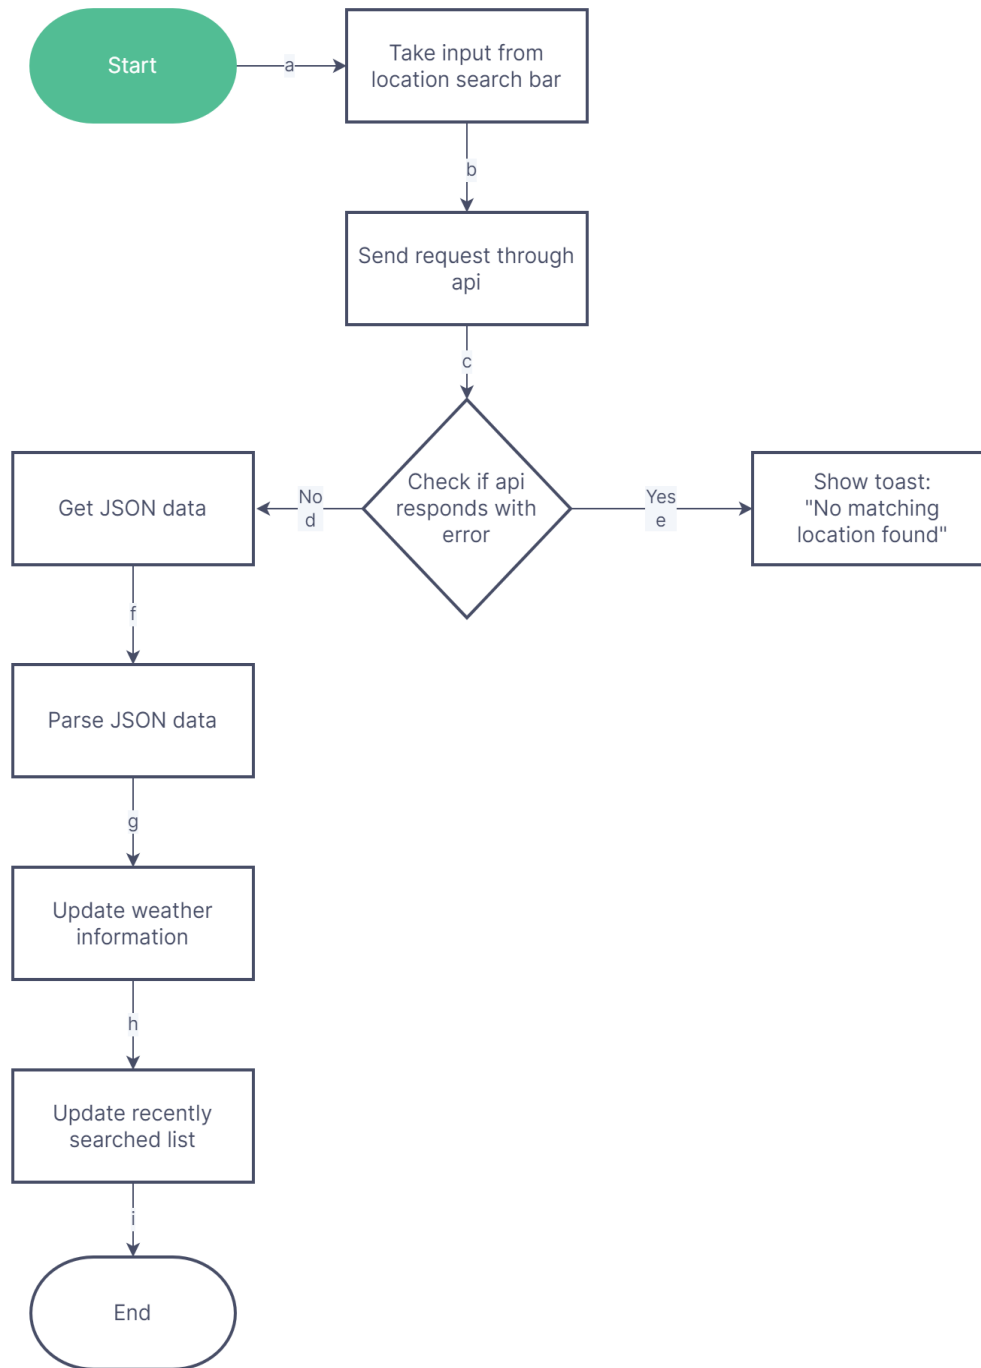 Start
a
Take input from
location search bar
b
Send request through
api
c
Check if api
responds with
error
No
d
Yes
e
Get JSON data
Show toast:
"No matching
location found"
f
Parse JSON data
g
Update weather
information
h
Update recently
searched list
i
End